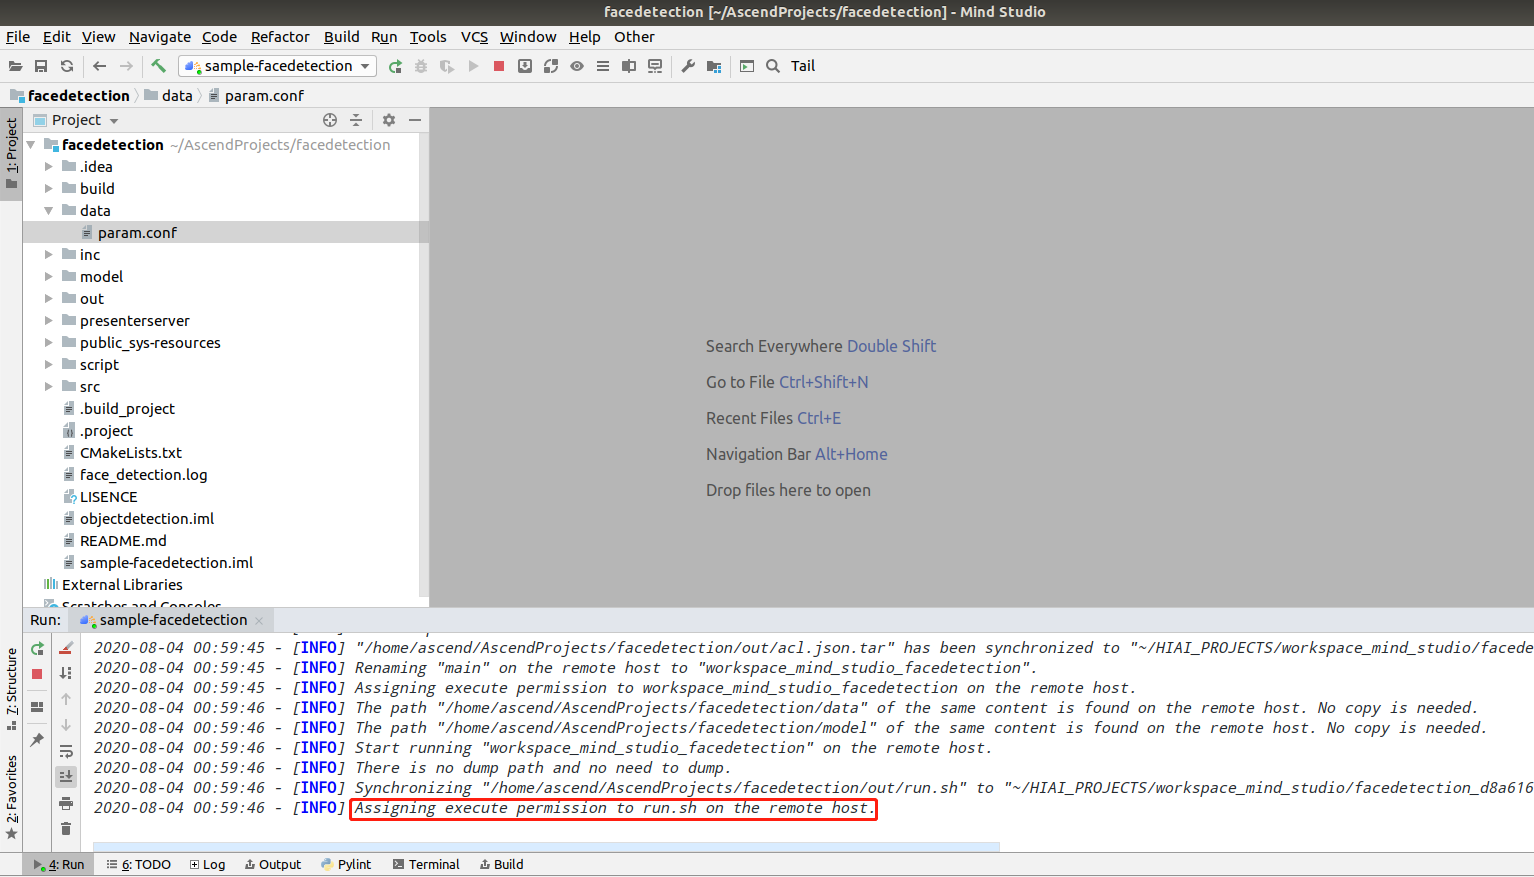 facedetection [~/AscendProjects/facedetection] - Mind Studio
File Edit View Navigate Code Refactor Build Run Tools VCS Window Help Other
sample-facedetection Tail
facedetection data param.conf
1: Project
Project
facedetection ~/AscendProjects/facedetection
.idea
build
data
param.conf
inc
model
out
presenterserver
public_sys-resources
script
src
.build_project
.project
CMakeLists.txt
face_detection.log
LISENCE
objectdetection.iml
README.md
sample-facedetection.iml
External Libraries
Scratches and Consoles
Search Everywhere Double Shift
Go to File Ctrl+Shift+N
Recent Files Ctrl+E
Navigation Bar Alt+Home
Drop files here to open
7: Structure
2: Favorites
Run: sample-facedetection
2020-08-04 00:59:45 - [INFO] "/home/ascend/AscendProjects/facedetection/out/acl.json.tar" has been synchronized to "~/HIAI_PROJECTS/workspace_mind_studio/facede
2020-08-04 00:59:45 - [INFO] Renaming "main" on the remote host to "workspace_mind_studio_facedetection".
2020-08-04 00:59:45 - [INFO] Assigning execute permission to workspace_mind_studio_facedetection on the remote host.
2020-08-04 00:59:46 - [INFO] The path "/home/ascend/AscendProjects/facedetection/data" of the same content is found on the remote host. No copy is needed.
2020-08-04 00:59:46 - [INFO] The path "/home/ascend/AscendProjects/facedetection/model" of the same content is found on the remote host. No copy is needed.
2020-08-04 00:59:46 - [INFO] Start running "workspace_mind_studio_facedetection" on the remote host.
2020-08-04 00:59:46 - [INFO] There is no dump path and no need to dump.
2020-08-04 00:59:46 - [INFO] Synchronizing "/home/ascend/AscendProjects/facedetection/out/run.sh" to "~/HIAI_PROJECTS/workspace_mind_studio/facedetection_d8a616
2020-08-04 00:59:46 - [INFO] Assigning execute permission to run.sh on the remote host.
4: Run 6: TODO Log Output Pylint Terminal Build